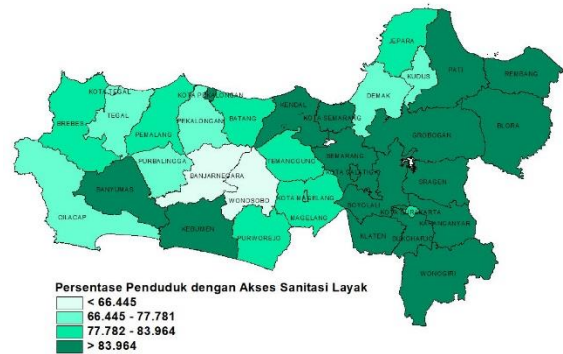 JEPARA
PATI
KUDUS
REMBANG
KOTA TEGAL
KOTA PEKALONGAN
DEMAK
TEGAL
KENDAL
BREBES
PEMALANG
PEKALONGAN
BATANG
KOTA SEMARANG
BLORA
GROBOGAN
PURBALINGGA
TEMANGGUNG
SEMARANG
BANJARNEGARA
KOTA SALATIGA
SRAGEN
BANYUMAS
WONOSOBO
KOTA MAGELANG
CILACAP
BOYOLALI
KOTA SURAKARTA
MAGELANG
KARANGANYAR
KEBUMEN
PURWOREJO
KLATEN
SUKOHARJO
WONOGIRI
Persentase Penduduk dengan Akses Sanitasi Layak
< 66.445
66.445 - 77.781
77.782 - 83.964
> 83.964